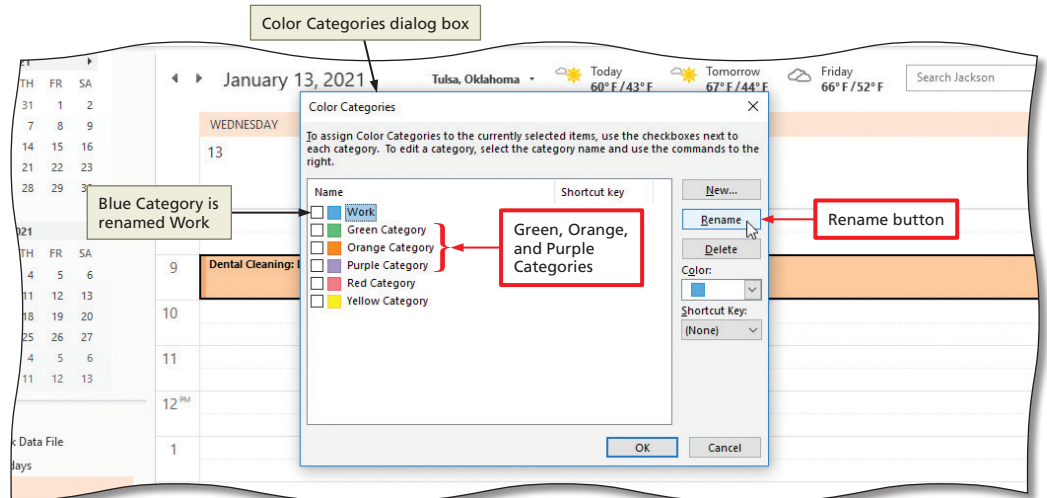 Color Categories dialog box
TH FR SA
31 1 2
7 8 9
14 15 16
21 22 23
28 29
TH FR SA
4 5 6
11 12 13
18 19 20
25 26 27
4 5 6
11 12 13
Data File
January 13, 2021
Tulsa, Oklahoma
Today
60° F / 43° F
Tomorrow
67° F / 44° F
Friday
66° F / 52° F
Search Jackson
WEDNESDAY
13
9
Dental Cleaning:
10
11
12 PM
1
Color Categories
To assign Color Categories to the currently selected items, use the checkboxes next to
each category. To edit a category, select the category name and use the commands to the
right.
Name
Shortcut key
Work
Green Category
Orange Category
Purple Category
Red Category
Yellow Category
New...
Rename
Delete
Color:
Shortcut Key:
(None)
OK
Cancel
Blue Category is
renamed Work
Green, Orange,
and Purple
Categories
Rename button